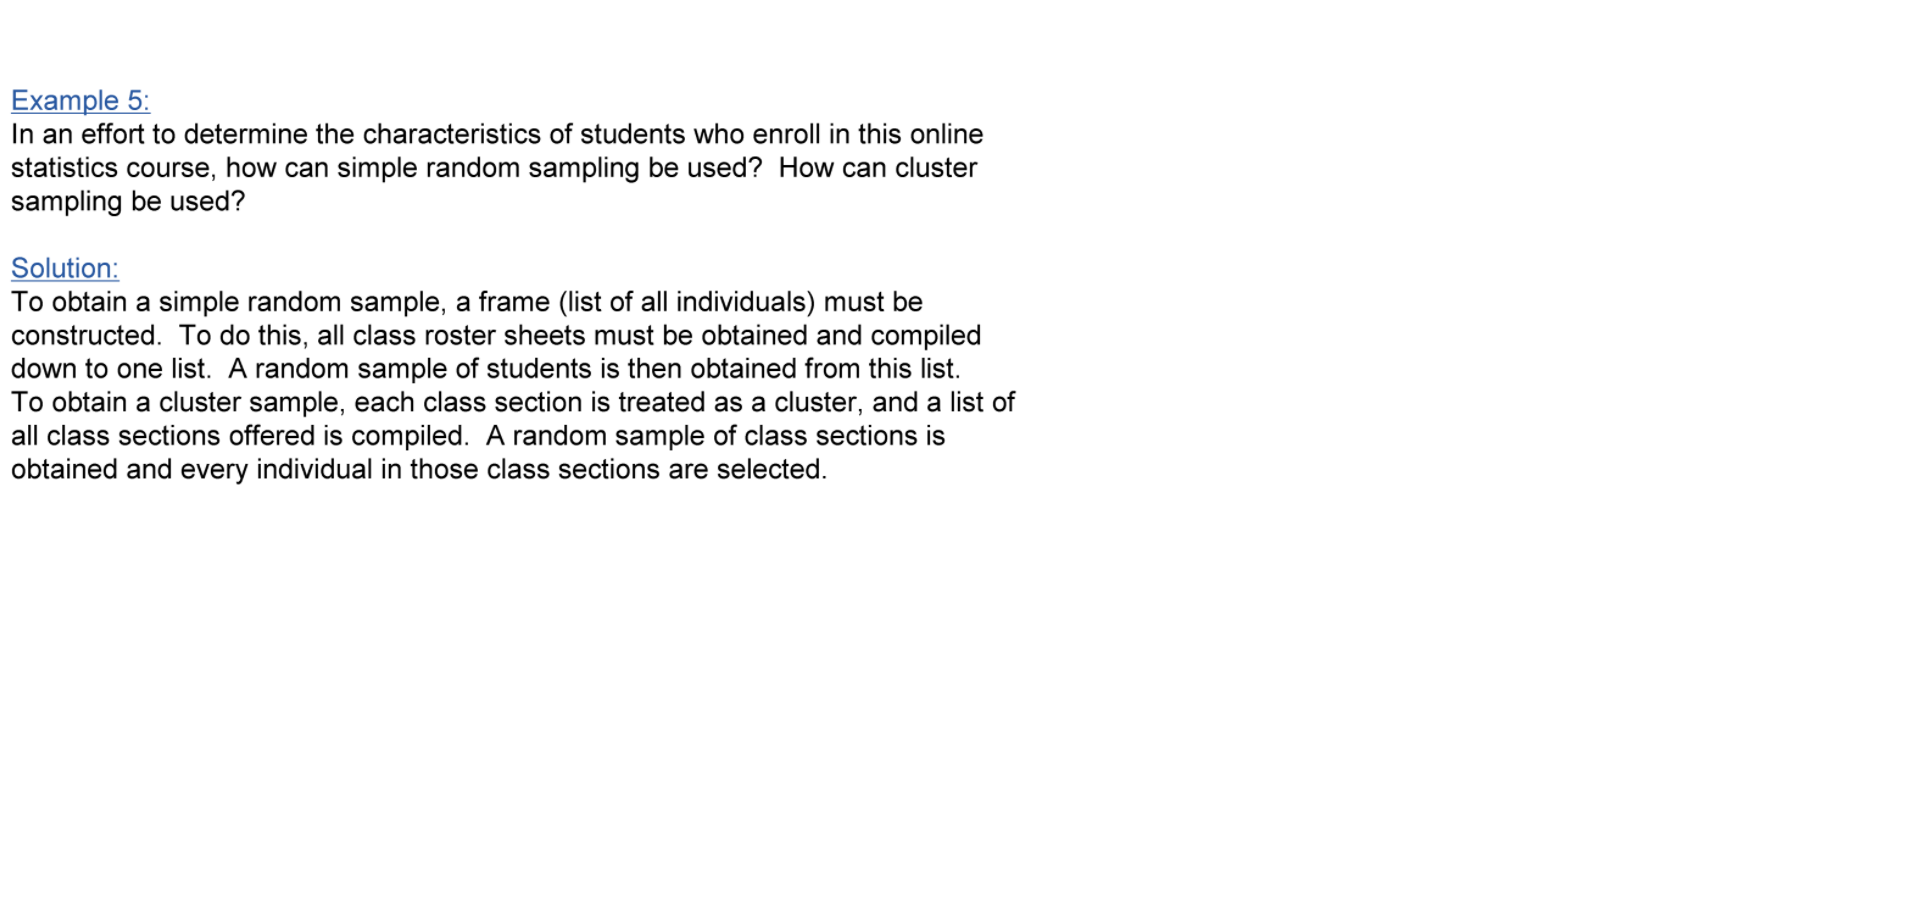 Example 5:
In an effort to determine the characteristics of students who enroll in this online
statistics course, how can simple random sampling be used?  How can cluster
sampling be used?
Solution:
To obtain a simple random sample, a frame (list of all individuals) must be
constructed.  To do this, all class roster sheets must be obtained and compiled
down to one list.  A random sample of students is then obtained from this list.
To obtain a cluster sample, each class section is treated as a cluster, and a list of
all class sections offered is compiled.  A random sample of class sections is
obtained and every individual in those class sections are selected.